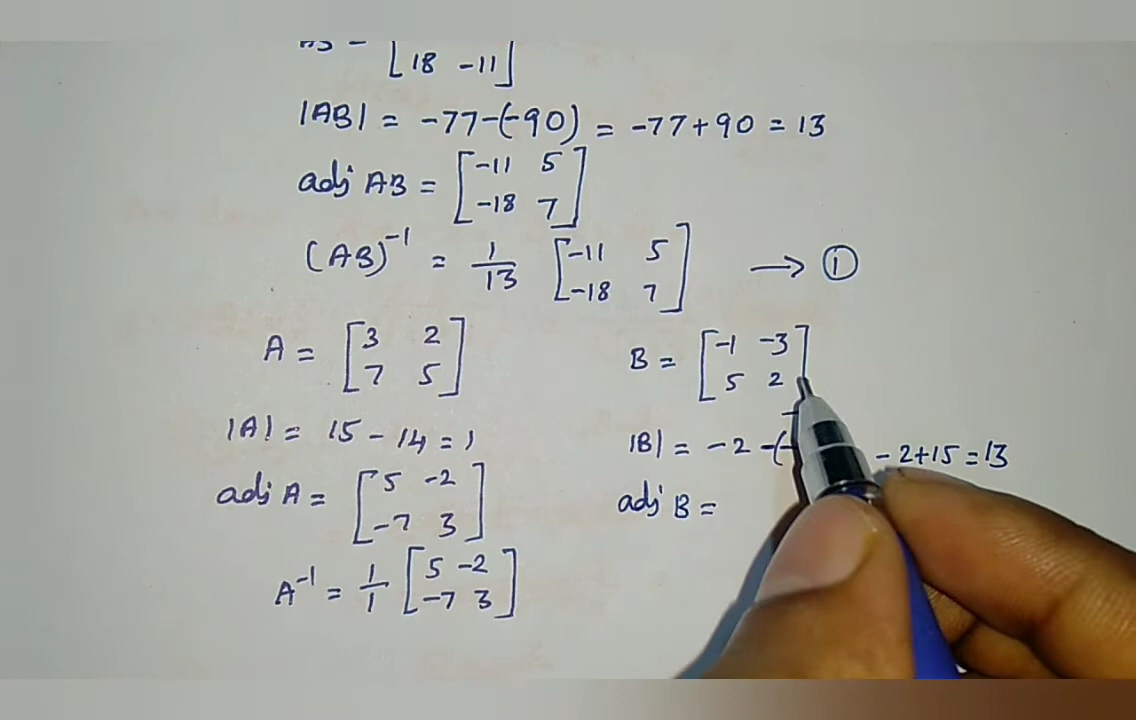 [18 -11]
|AB| = -77-(-90) = -77+90 = 13
adj AB = [-11 5
-18 7]
(AB)⁻¹ = 1/13 [-11 5
-18 7] → ①
A = [3 2
7 5]
B = [-1 -3
5 2]
|A| = 15 - 14 = 1
|B| = -2 -(- - 2+15 = 13
adj A = [5 -2
-7 3]
adj B =
A⁻¹ = 1/1 [5 -2
-7 3]